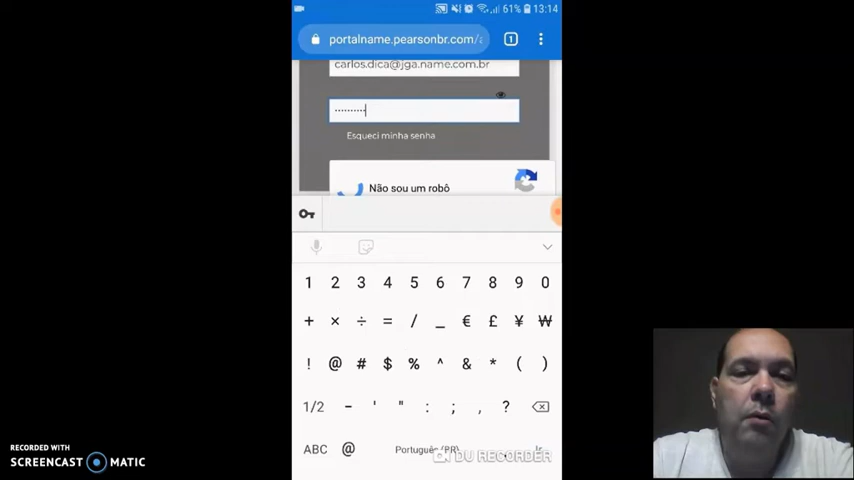 61% 13:14
portalname.pearsonbr.com/a
1
carlos.dica@jga.name.com.br
··········
Esqueci minha senha
Não sou um robô
1 2 3 4 5 6 7 8 9 0
+ × ÷ = / _ € £ ¥ ₩
! @ # $ % ^ & * ( )
1/2 - ' " : ; , ?
ABC @ Português (BR) . Ir
DU RECORDER
RECORDED WITH
SCREENCAST MATIC